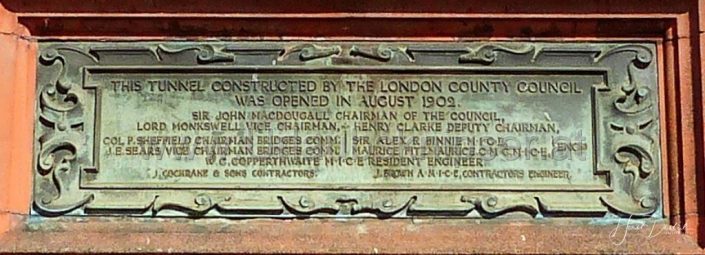 THIS TUNNEL CONSTRUCTED BY THE LONDON COUNTY COUNCIL
WAS OPENED IN AUGUST 1902.
SIR JOHN MACDOUGALL CHAIRMAN OF THE COUNCIL,
LORD MONKSWELL VICE CHAIRMAN, HENRY CLARKE DEPUTY CHAIRMAN,
COL P. SHEFFIELD CHAIRMAN BRIDGES COMM. SIR ALEX R BINNIE M·I·C·E.
J. E. SEARS VICE CHAIRMAN BRIDGES COMM. MAURICE FITZMAURICE C·M·G·M·I·C·E. ENGRS
W. C. COPPERTHWAITE M·I·C·E RESIDENT ENGINEER.
J. COCHRANE & SONS CONTRACTORS. J. BROWN A·M·I·C·E, CONTRACTORS ENGINEER.